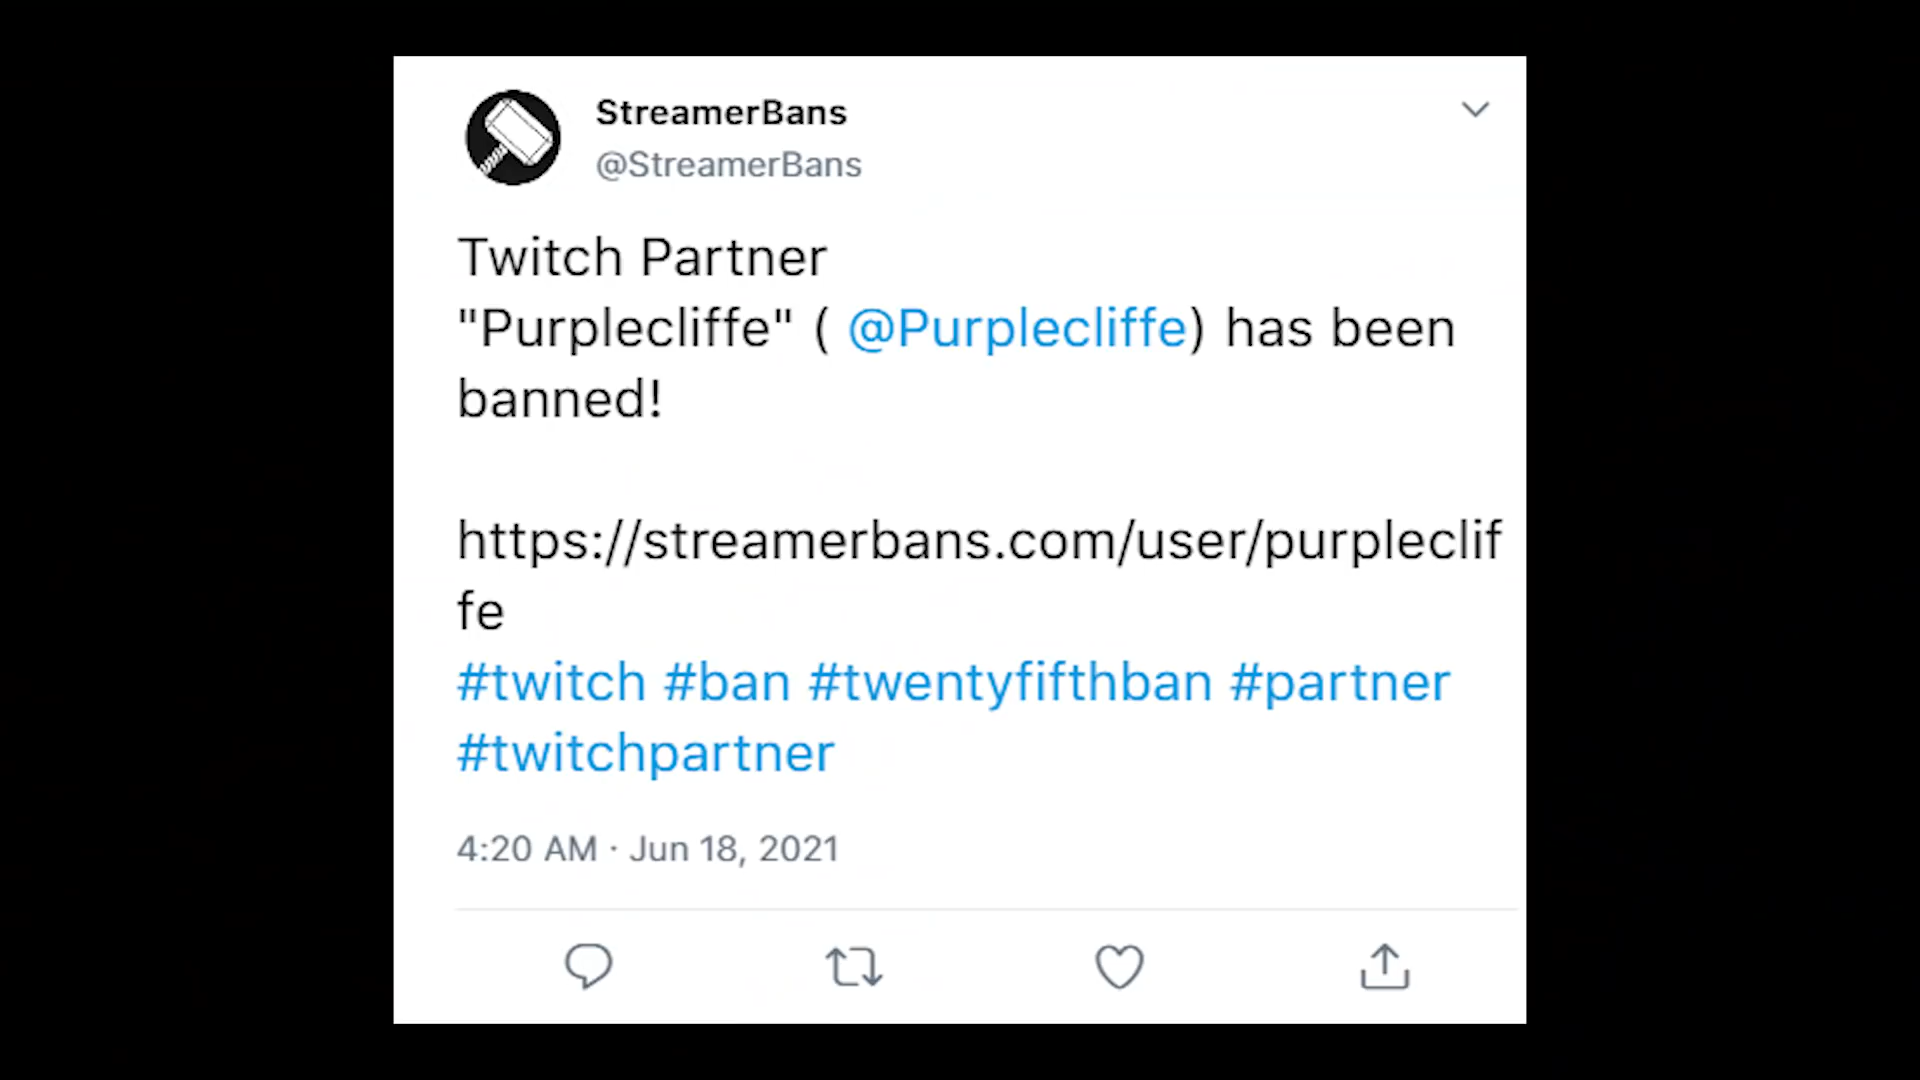 StreamerBans
@StreamerBans
Twitch Partner
"Purplecliffe" ( @Purplecliffe) has been
banned!
https://streamerbans.com/user/purpleclif
fe
#twitch #ban #twentyfifthban #partner
#twitchpartner
4:20 AM · Jun 18, 2021